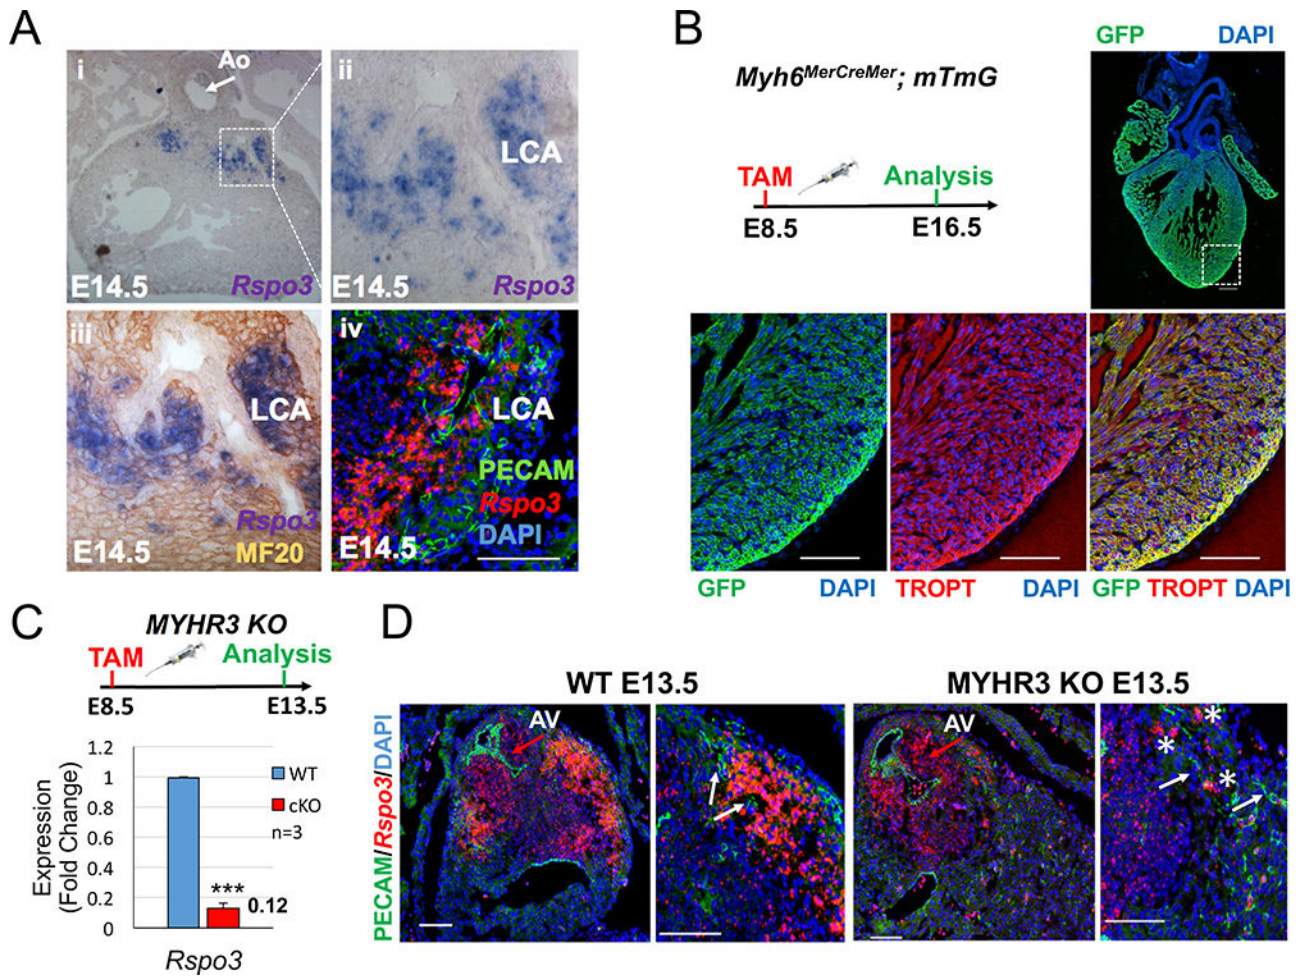 A
i
Ao
E14.5
Rspo3
ii
LCA
Rspo3
iii
LCA
Rspo3
E14.5
MF20
iv
LCA
PECAM
Rspo3
DAPI
E14.5
B
Myh6MerCreMer; mTmG
TAM
Analysis
E8.5
E16.5
GFP DAPI
GFP DAPI
TROPT DAPI
GFP TROPT DAPI
C
MYHR3 KO
TAM Analysis
E8.5 E13.5
Expression
(Fold Change)
1.2
1
0.8
0.6
0.4
0.2
0
WT
cKO
n=3
***
0.12
Rspo3
D
WT E13.5
MYHR3 KO E13.5
PECAM/Rspo3/DAPI
AV
AV
*
*
*